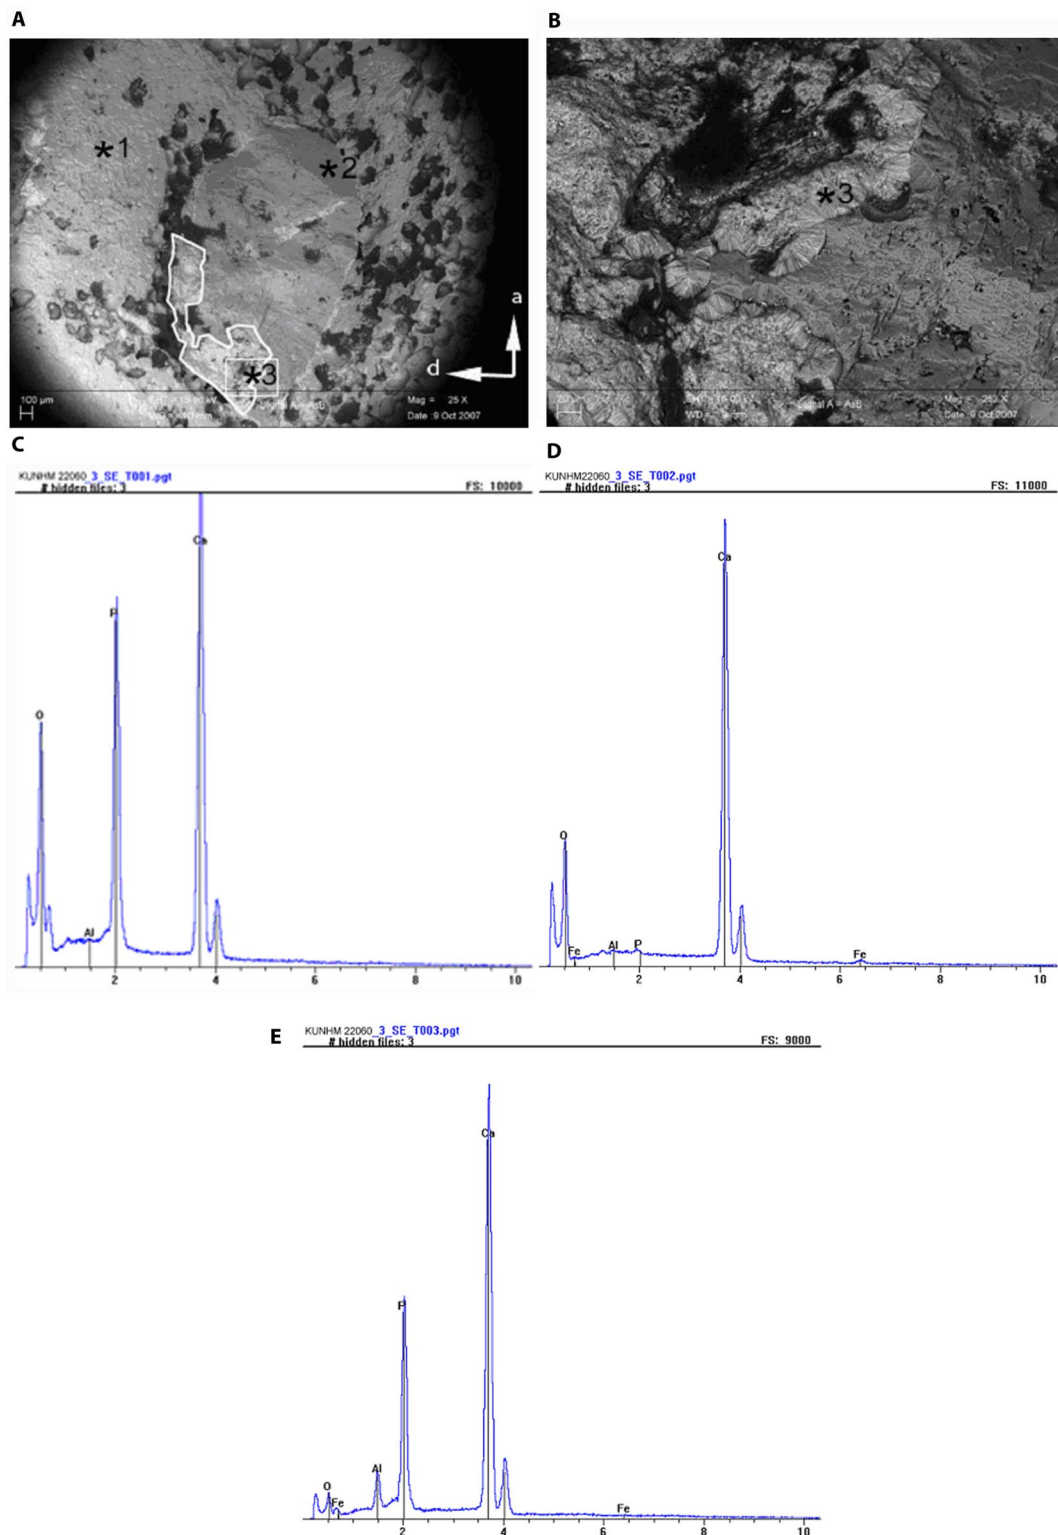 A
*1
*2
*3
a
d
100 µm
Mag = 25 X
Signal A = AsB
Date :9 Oct 2007
B
*3
20 µm
Signal A = AsB
Date :9 Oct 2007
C
KUNHM 22060_3_SE_T001.pgt
# hidden files: 3
FS: 10000
Ca
P
O
Al
2
4
6
8
10
D
KUNHM22060_3_SE_T002.pgt
# hidden files: 3
FS: 11000
Ca
O
Fe
Al
P
Fe
2
4
6
8
10
E
KUNHM 22060_3_SE_T003.pgt
# hidden files: 3
FS: 9000
Ca
P
Al
O
Fe
Fe
2
4
6
8
10